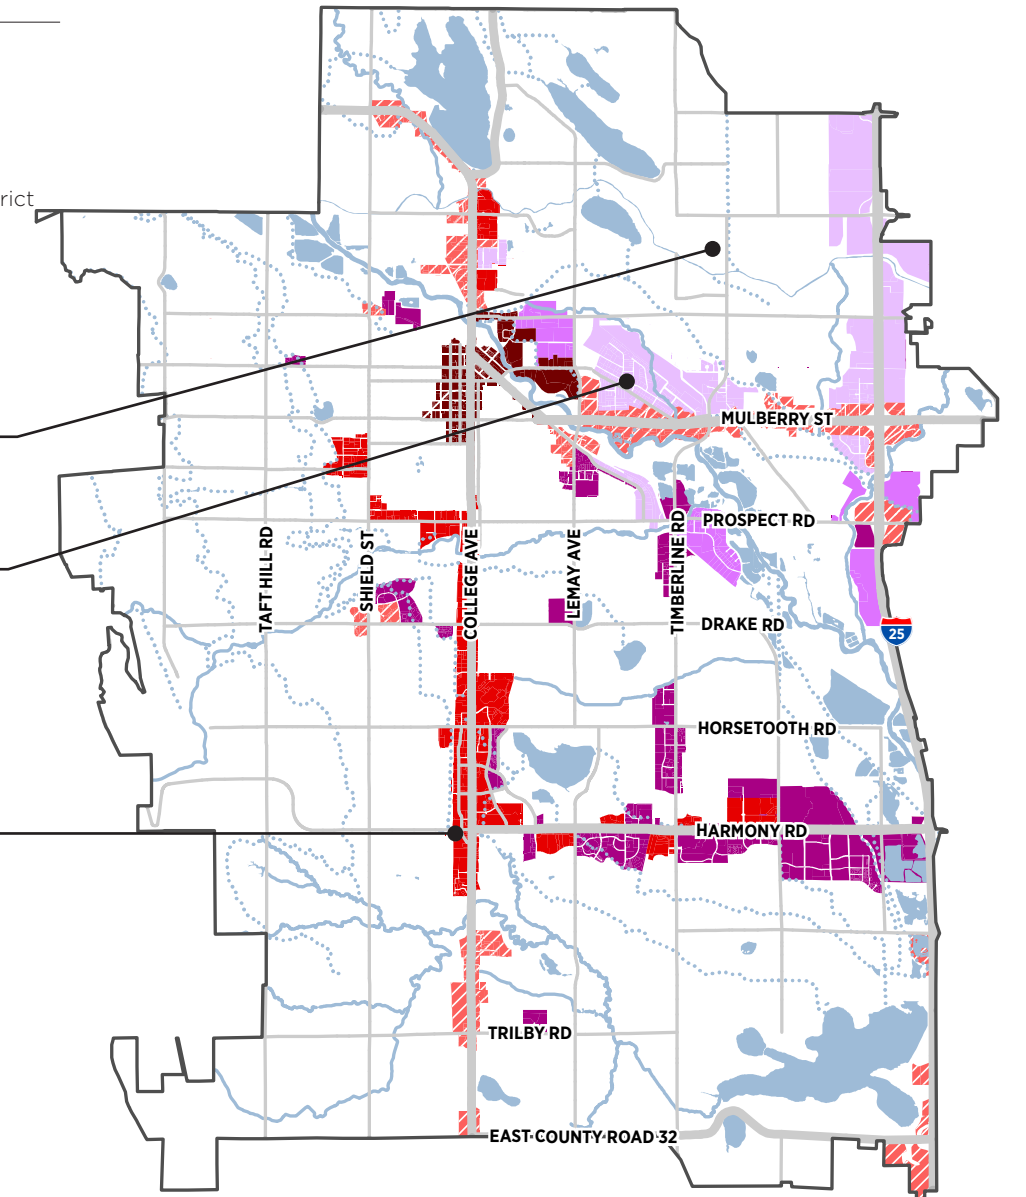 rict
MULBERRY ST
PROSPECT RD
TAFT HILL RD
SHIELD ST
COLLEGE AVE
LEMAY AVE
TIMBERLINE RD
DRAKE RD
25
HORSETOOTH RD
HARMONY RD
TRILBY RD
EAST COUNTY ROAD 32